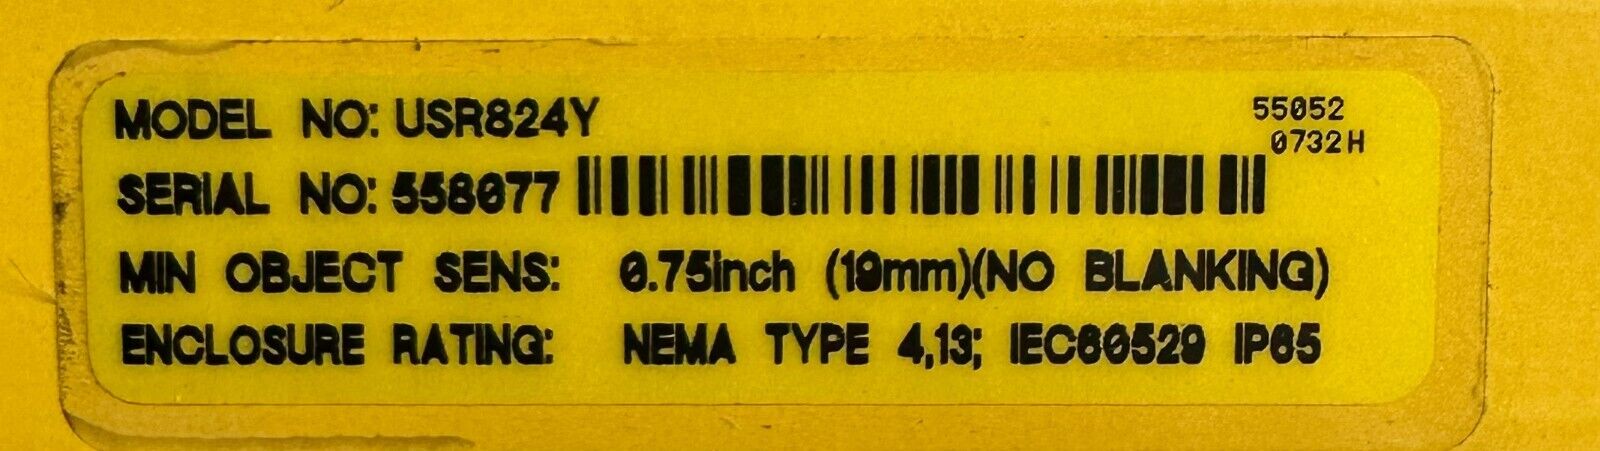 MODEL NO: USR824Y
55052
0732H
SERIAL NO: 558077
MIN OBJECT SENS: 0.75inch (19mm)(NO BLANKING)
ENCLOSURE RATING: NEMA TYPE 4,13; IEC60529 IP65